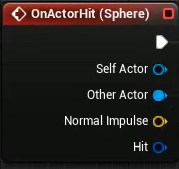 OnActorHit (Sphere)
Self Actor
Other Actor
Normal Impulse
Hit